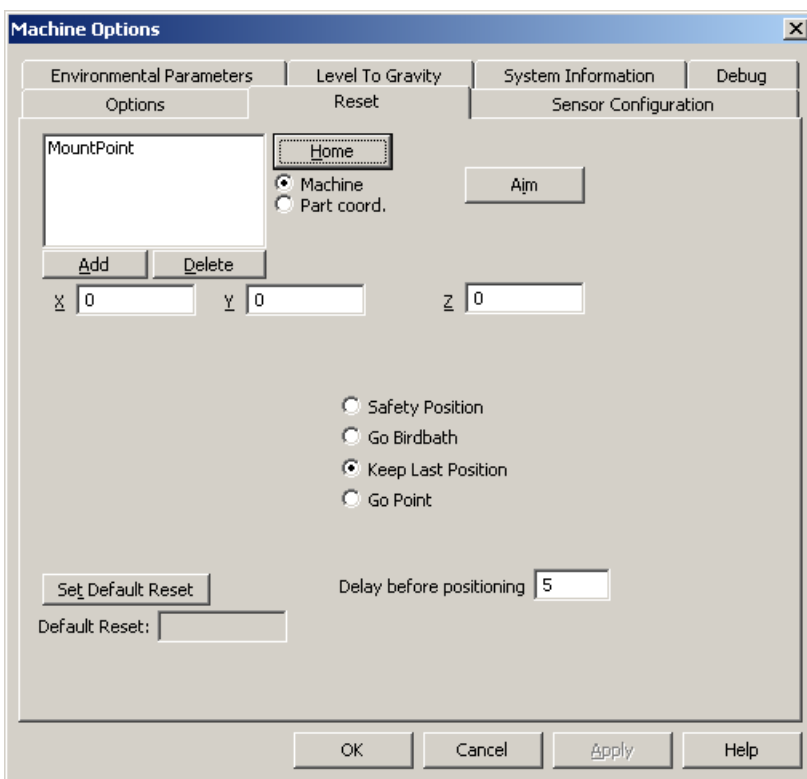 Machine Options
Environmental Parameters Level To Gravity System Information Debug
Options Reset Sensor Configuration
MountPoint
Home
Machine
Part coord.
Aim
Add Delete
X 0 Y 0 Z 0
Safety Position
Go Birdbath
Keep Last Position
Go Point
Set Default Reset
Delay before positioning 5
Default Reset:
OK Cancel Apply Help